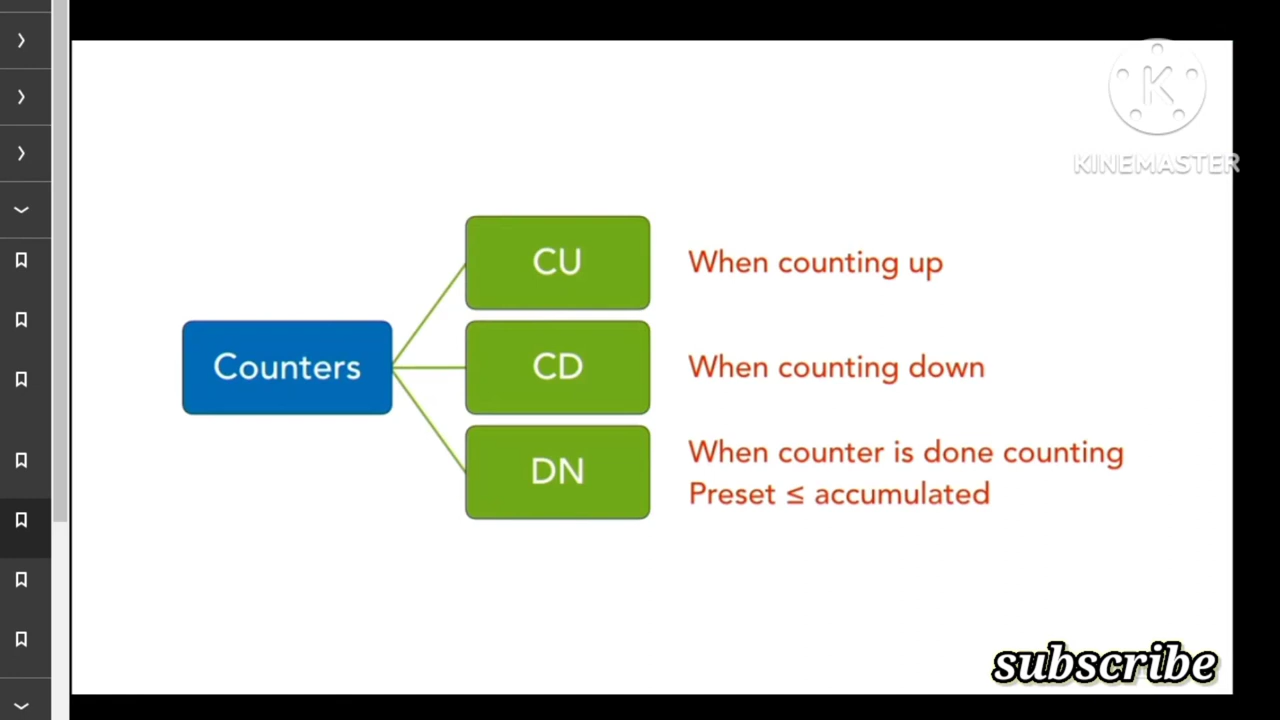 K
KINEMASTER
CU
When counting up
Counters
CD
When counting down
DN
When counter is done counting
Preset ≤ accumulated
subscribe